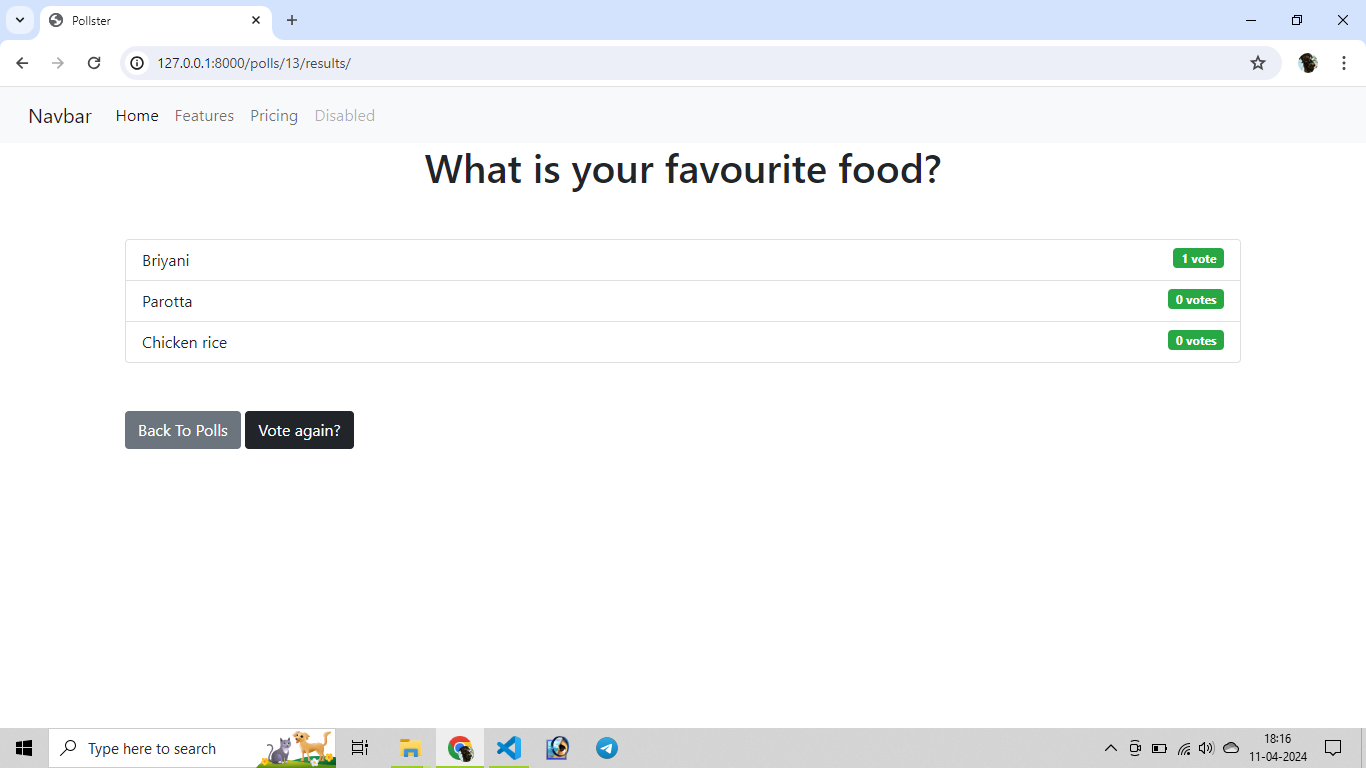 Pollster
127.0.0.1:8000/polls/13/results/
Navbar Home Features Pricing Disabled
What is your favourite food?
Briyani 1 vote
Parotta 0 votes
Chicken rice 0 votes
Back To Polls Vote again?
Type here to search
18:16
11-04-2024